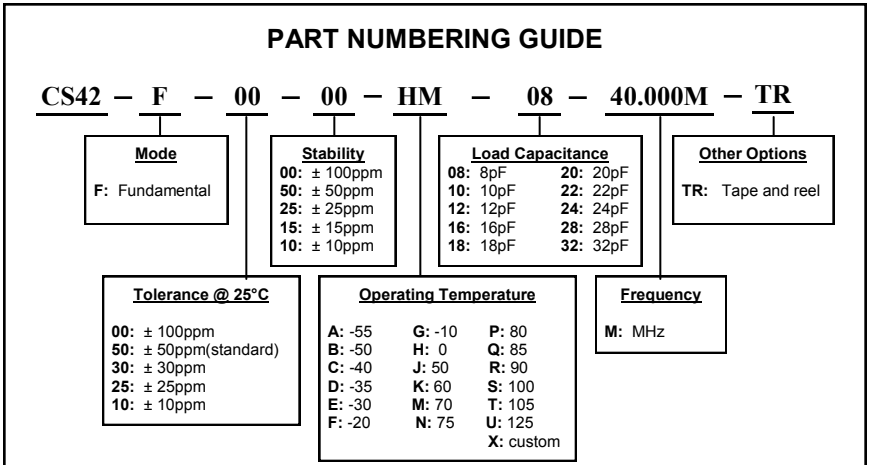 PART NUMBERING GUIDE
CS42 – F – 00 – 00 – HM – 08 – 40.000M – TR
Mode
F: Fundamental
Stability
00: ± 100ppm
50: ± 50ppm
25: ± 25ppm
15: ± 15ppm
10: ± 10ppm
Load Capacitance
08: 8pF 20: 20pF
10: 10pF 22: 22pF
12: 12pF 24: 24pF
16: 16pF 28: 28pF
18: 18pF 32: 32pF
Other Options
TR: Tape and reel
Tolerance @ 25°C
00: ± 100ppm
50: ± 50ppm(standard)
30: ± 30ppm
25: ± 25ppm
10: ± 10ppm
Operating Temperature
A: -55 G: -10 P: 80
B: -50 H: 0 Q: 85
C: -40 J: 50 R: 90
D: -35 K: 60 S: 100
E: -30 M: 70 T: 105
F: -20 N: 75 U: 125
X: custom
Frequency
M: MHz